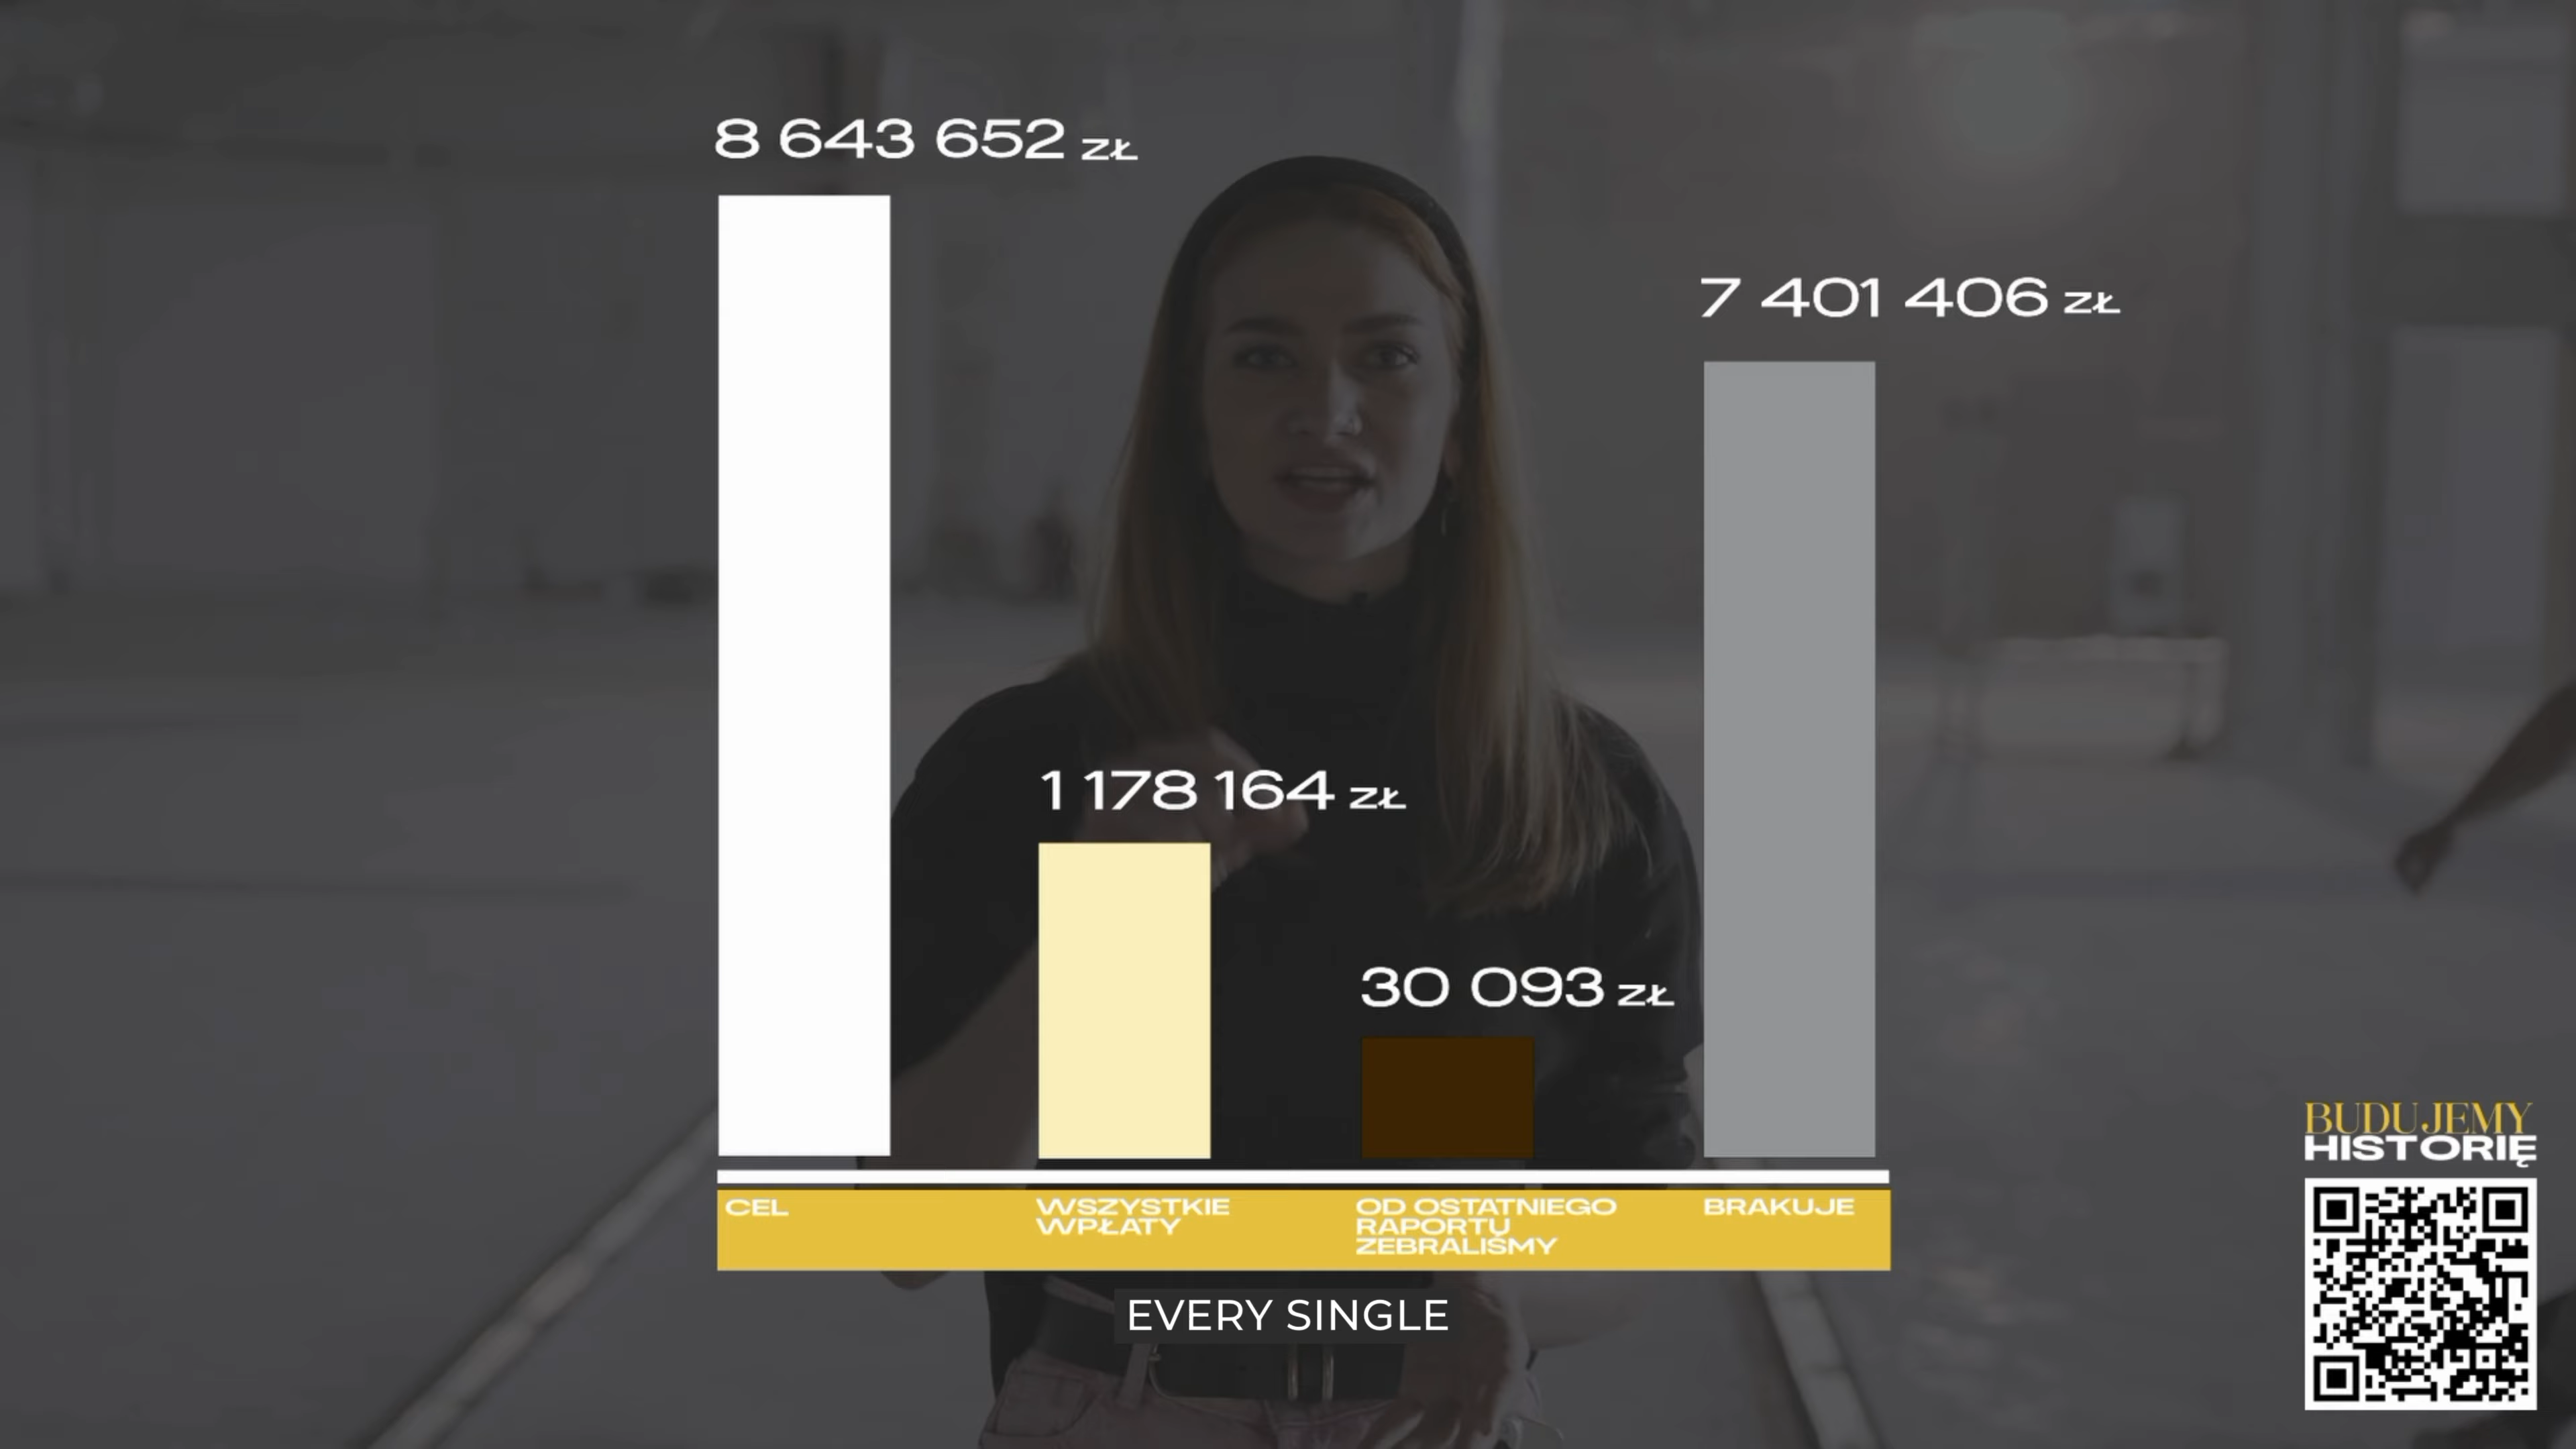 8 643 652 ZŁ
7 401 406 ZŁ
1 178 164 ZŁ
30 093 ZŁ
CEL
WSZYSTKIE
WPŁATY
OD OSTATNIEGO
RAPORTU
ZEBRALIŚMY
BRAKUJE
EVERY SINGLE
BUDUJEMY
HISTORIĘ